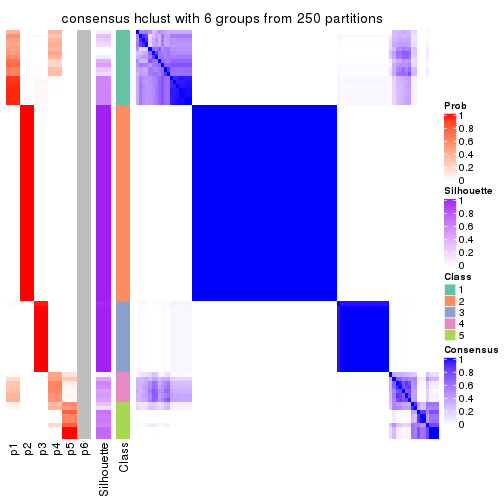 consensus hclust with 6 groups from 250 partitions
Prob
1
0.8
0.6
0.4
0.2
0
Silhouette
1
0.8
0.6
0.4
0.2
0
Class
1
2
3
4
5
Consensus
1
0.8
0.6
0.4
0.2
0
p1
p2
p3
p4
p5
p6
Silhouette
Class